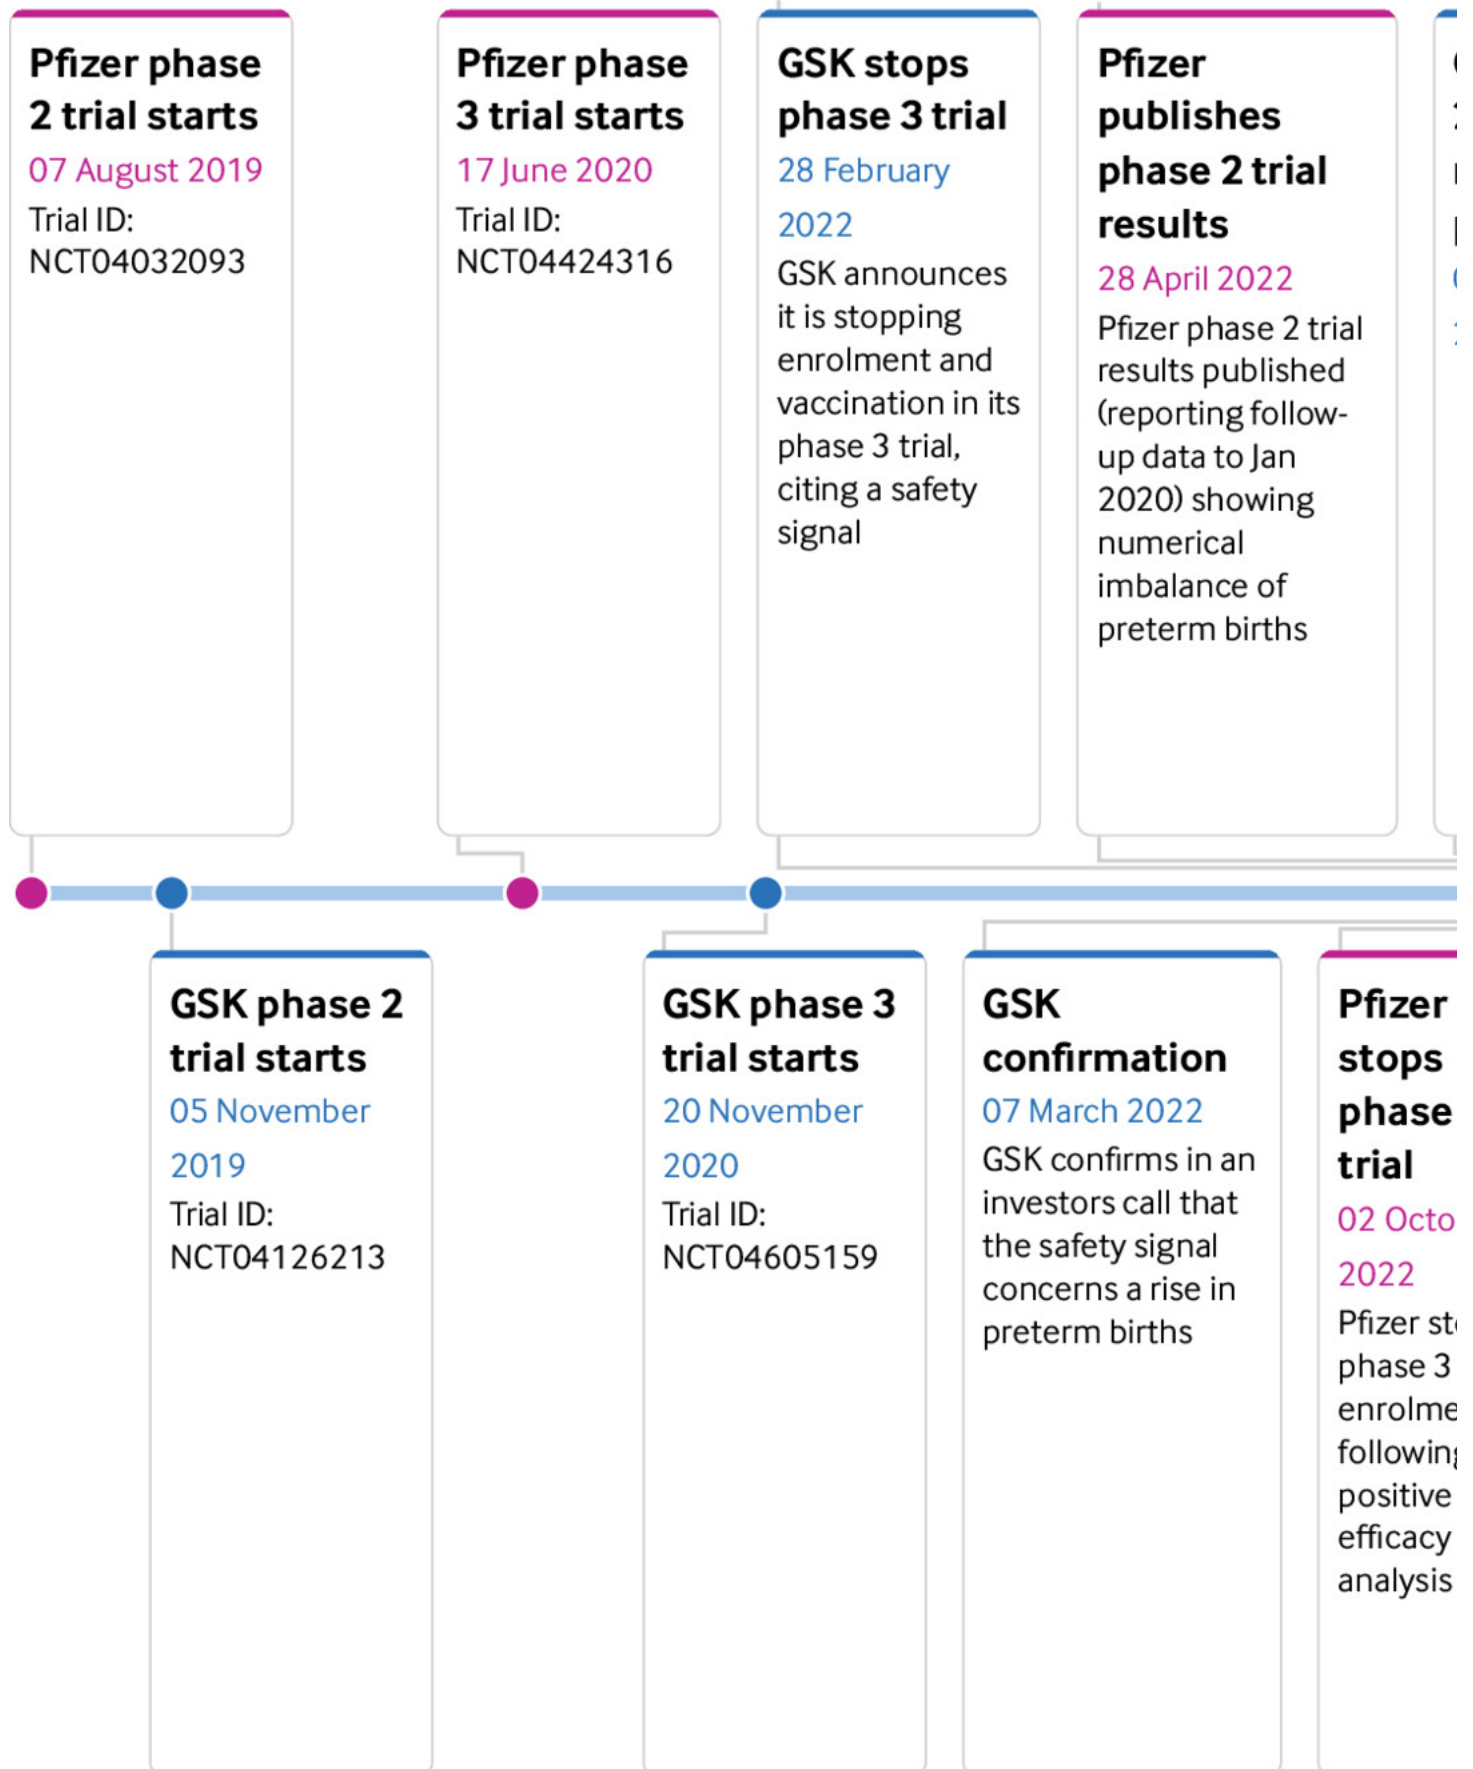 Pfizer phase
2 trial starts
07 August 2019
Trial ID:
NCT04032093
Pfizer phase
3 trial starts
17 June 2020
Trial ID:
NCT04424316
GSK stops
phase 3 trial
28 February
2022
GSK announces
it is stopping
enrolment and
vaccination in its
phase 3 trial,
citing a safety
signal
Pfizer
publishes
phase 2 trial
results
28 April 2022
Pfizer phase 2 trial
results published
(reporting follow-
up data to Jan
2020) showing
numerical
imbalance of
preterm births
GSK phase 2
trial starts
05 November
2019
Trial ID:
NCT04126213
GSK phase 3
trial starts
20 November
2020
Trial ID:
NCT04605159
GSK
confirmation
07 March 2022
GSK confirms in an
investors call that
the safety signal
concerns a rise in
preterm births
Pfizer
stops
phase
trial
02 Octo
2022
Pfizer
phase 3
enrolme
following
positive
efficacy
analysis